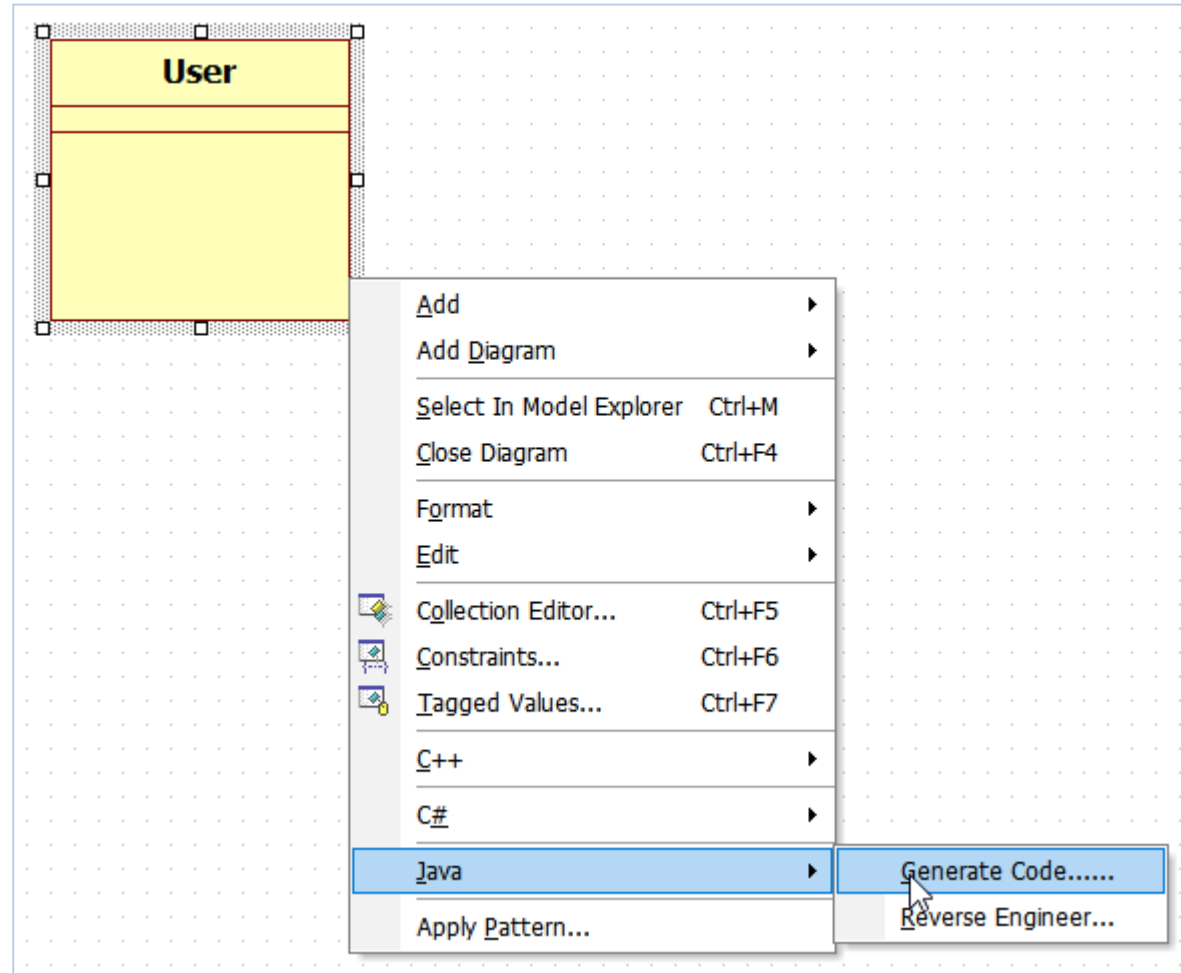 User
Add
Add Diagram
Select In Model Explorer Ctrl+M
Close Diagram Ctrl+F4
Format
Edit
Collection Editor... Ctrl+F5
Constraints... Ctrl+F6
Tagged Values... Ctrl+F7
C++
C#
Java
Generate Code......
Reverse Engineer...
Apply Pattern...